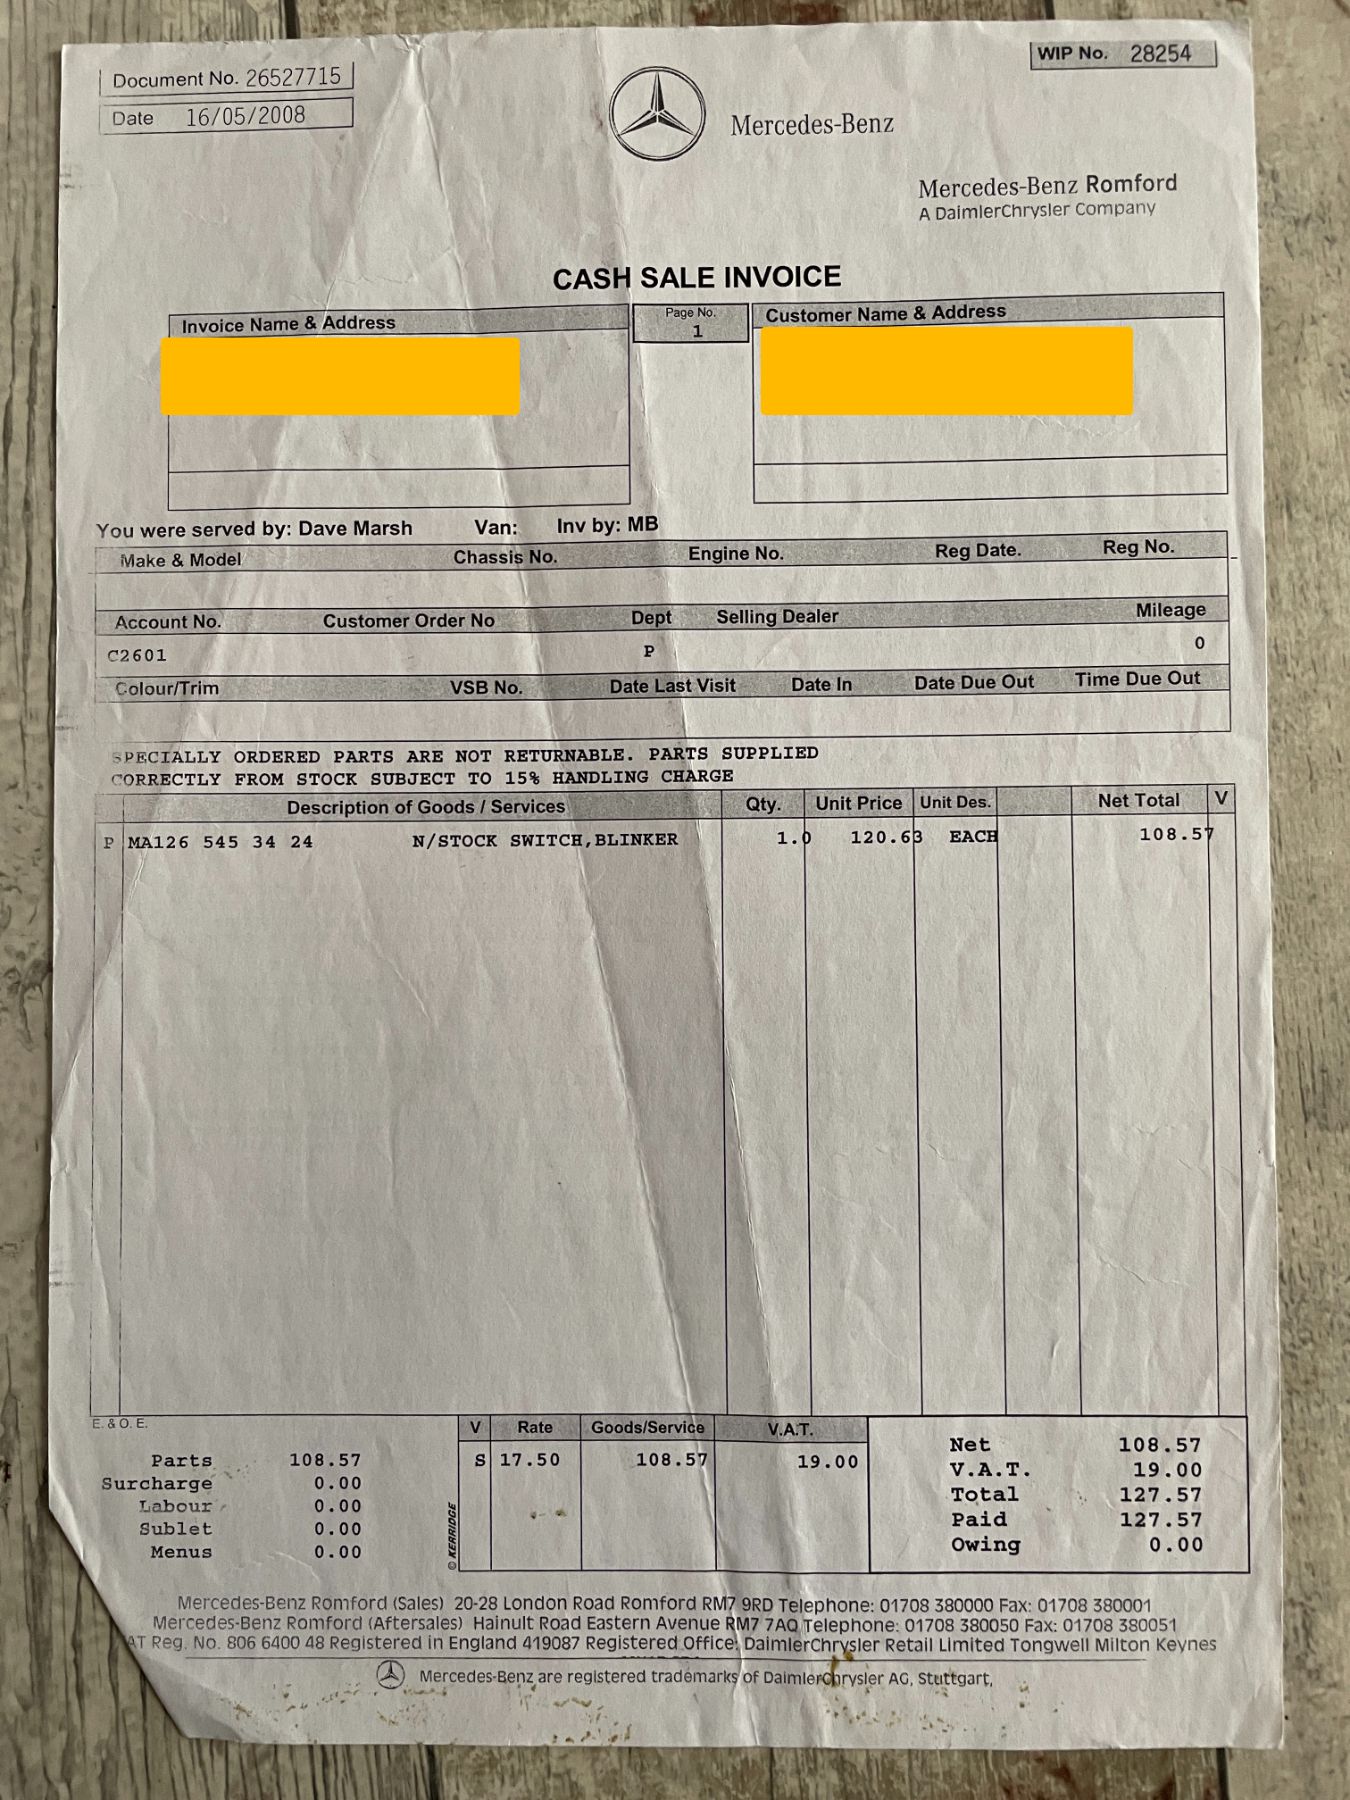 Document No. 26527715
Date 16/05/2008
WIP No. 28254
Mercedes-Benz
Mercedes-Benz Romford
A DaimlerChrysler Company
CASH SALE INVOICE
Invoice Name & Address
Page No.
1
Customer Name & Address
You were served by: Dave Marsh Van: Inv by: MB
Make & Model Chassis No. Engine No. Reg Date. Reg No.
Account No. Customer Order No Dept Selling Dealer Mileage
C2601 P 0
Colour/Trim VSB No. Date Last Visit Date In Date Due Out Time Due Out
SPECIALLY ORDERED PARTS ARE NOT RETURNABLE. PARTS SUPPLIED
CORRECTLY FROM STOCK SUBJECT TO 15% HANDLING CHARGE
Description of Goods / Services Qty. Unit Price Unit Des. Net Total V
P MA126 545 34 24 N/STOCK SWITCH,BLINKER 1.0 120.63 EACH 108.57
E. & O. E.
Parts 108.57
Surcharge 0.00
Labour 0.00
Sublet 0.00
Menus 0.00
© KERRIDGE
V Rate Goods/Service V.A.T.
S 17.50 108.57 19.00
Net 108.57
V.A.T. 19.00
Total 127.57
Paid 127.57
Owing 0.00
Mercedes-Benz Romford (Sales) 20-28 London Road Romford RM7 9RD Telephone: 01708 380000 Fax: 01708 380001
Mercedes-Benz Romford (Aftersales) Hainult Road Eastern Avenue RM7 7AQ Telephone: 01708 380050 Fax: 01708 380051
AT Reg. No. 806 6400 48 Registered in England 419087 Registered Office: DaimlerChrysler Retail Limited Tongwell Milton Keynes
Mercedes-Benz are registered trademarks of DaimlerChrysler AG, Stuttgart,